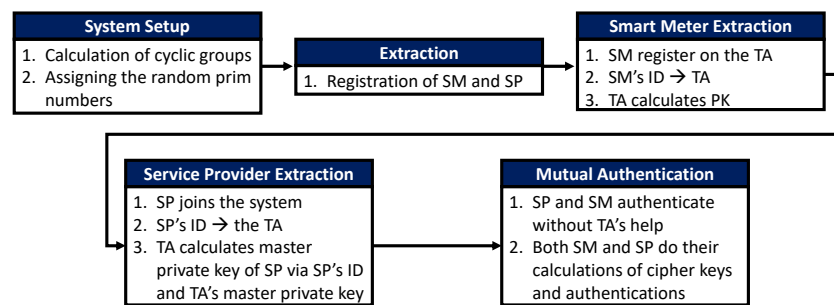 System Setup
1. Calculation of cyclic groups
2. Assigning the random prim
numbers
Extraction
1. Registration of SM and SP
Smart Meter Extraction
1. SM register on the TA
2. SM's ID → TA
3. TA calculates PK
Service Provider Extraction
1. SP joins the system
2. SP's ID → the TA
3. TA calculates master
private key of SP via SP's ID
and TA's master private key
Mutual Authentication
1. SP and SM authenticate
without TA's help
2. Both SM and SP do their
calculations of cipher keys
and authentications